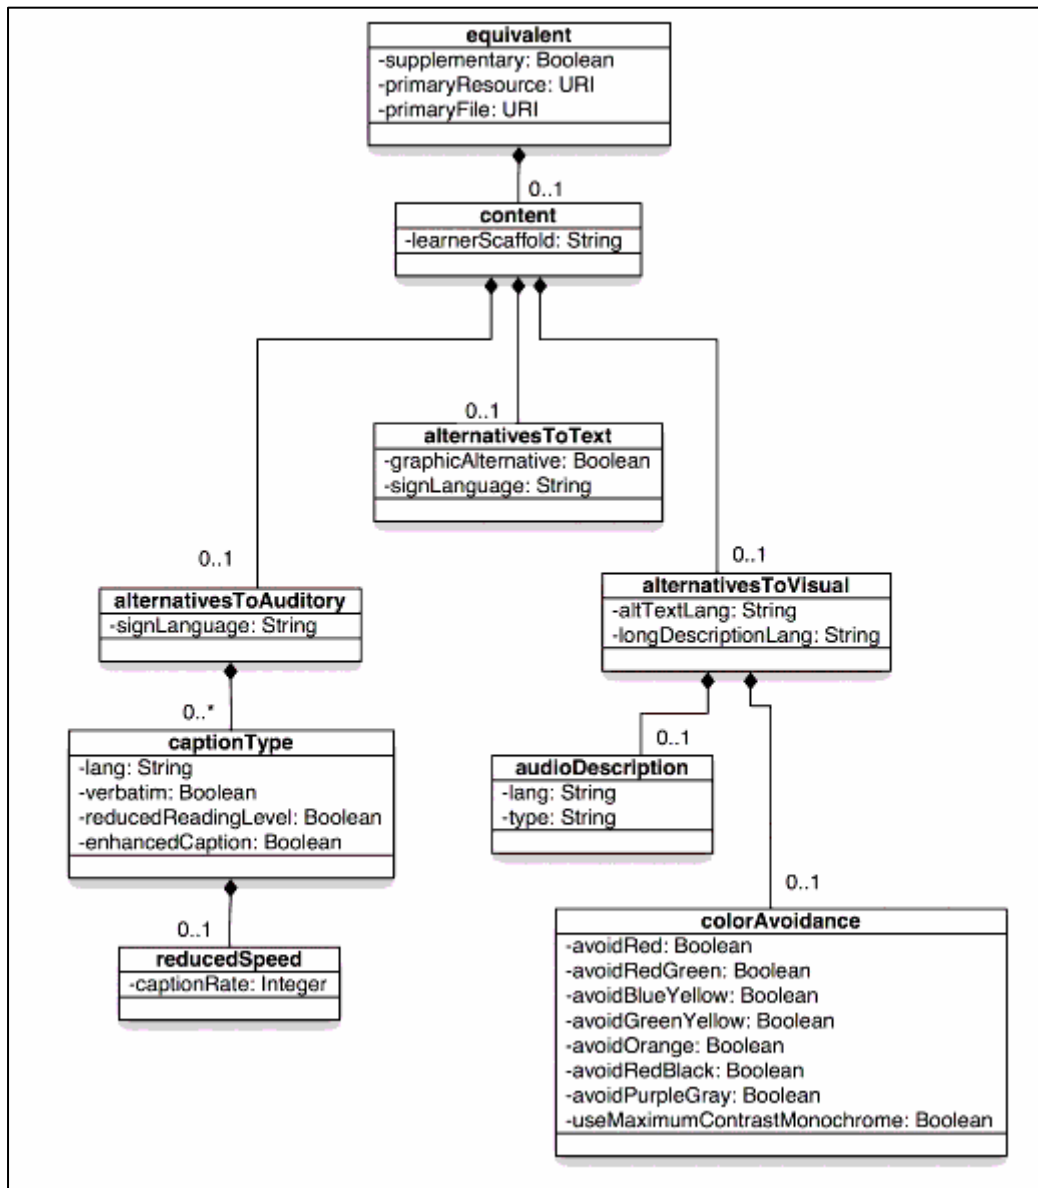 equivalent
-supplementary: Boolean
-primaryResource: URI
-primaryFile: URI
0..1
content
-learnerScaffold: String
0..1
alternativesToText
-graphicAlternative: Boolean
-signLanguage: String
0..1
alternativesToAuditory
-signLanguage: String
0..1
alternativesToVisual
-altTextLang: String
-longDescriptionLang: String
0..*
captionType
-lang: String
-verbatim: Boolean
-reducedReadingLevel: Boolean
-enhancedCaption: Boolean
0..1
audioDescription
-lang: String
-type: String
0..1
reducedSpeed
-captionRate: Integer
0..1
colorAvoidance
-avoidRed: Boolean
-avoidRedGreen: Boolean
-avoidBlueYellow: Boolean
-avoidGreenYellow: Boolean
-avoidOrange: Boolean
-avoidRedBlack: Boolean
-avoidPurpleGray: Boolean
-useMaximumContrastMonochrome: Boolean